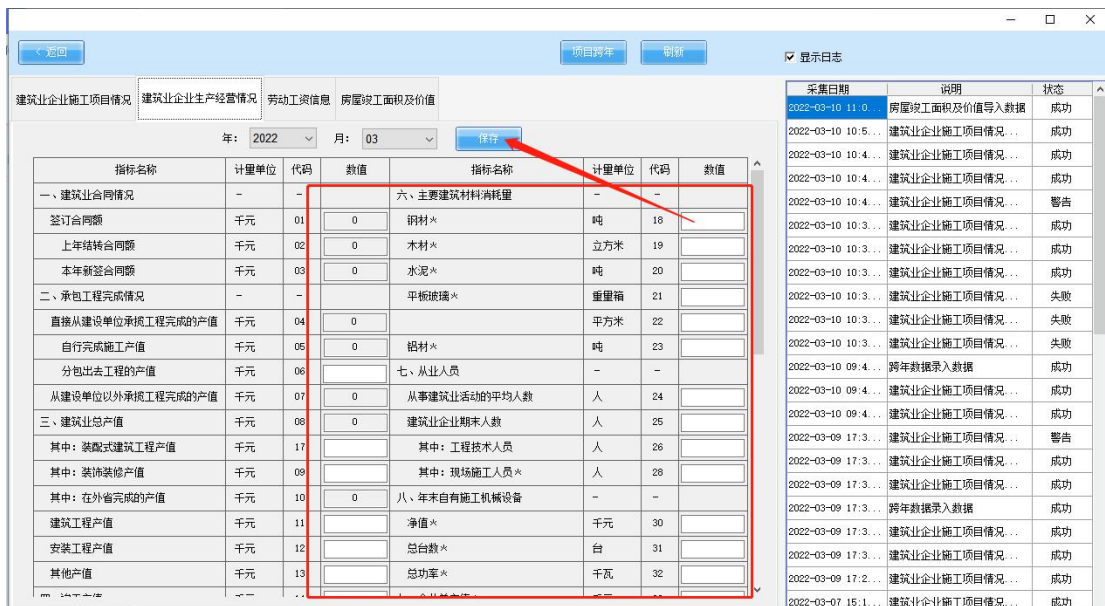 < 返回 项目跨年 刷新 显示日志
建筑业企业施工项目情况 建筑业企业生产经营情况 劳动工资信息 房屋竣工面积及价值
年: 2022 月: 03 保存
指标名称 计量单位 代码 数值 指标名称 计量单位 代码 数值
一、建筑业合同情况 - - 六、主要建筑材料消耗量 - -
签订合同额 千元 01 0 钢材* 吨 18
上年结转合同额 千元 02 0 木材* 立方米 19
本年新签合同额 千元 03 0 水泥* 吨 20
二、承包工程完成情况 - - 平板玻璃* 重量箱 21
直接从建设单位承揽工程完成的产值 千元 04 0 平方米 22
自行完成施工产值 千元 05 0 铝材* 吨 23
分包出去工程的产值 千元 06 七、从业人员 - -
从建设单位以外承揽工程完成的产值 千元 07 0 从事建筑业活动的平均人数 人 24
三、建筑业总产值 千元 08 0 建筑业企业期末人数 人 25
其中: 装配式建筑工程产值 千元 17 其中: 工程技术人员 人 26
其中: 装饰装修产值 千元 09 其中: 现场施工人员* 人 28
其中: 在外省完成的产值 千元 10 0 八、年末自有施工机械设备 - -
建筑工程产值 千元 11 净值* 千元 30
安装工程产值 千元 12 总台数* 台 31
其他产值 千元 13 总功率* 千瓦 32
采集日期 说明 状态
2022-03-10 11:0... 房屋竣工面积及价值导入数据 成功
2022-03-10 10:5... 建筑业企业施工项目情况... 成功
2022-03-10 10:4... 建筑业企业施工项目情况... 成功
2022-03-10 10:4... 建筑业企业施工项目情况... 成功
2022-03-10 10:4... 建筑业企业施工项目情况... 警告
2022-03-10 10:3... 建筑业企业施工项目情况... 成功
2022-03-10 10:3... 建筑业企业施工项目情况... 成功
2022-03-10 10:3... 建筑业企业施工项目情况... 成功
2022-03-10 10:3... 建筑业企业施工项目情况... 失败
2022-03-10 10:3... 建筑业企业施工项目情况... 失败
2022-03-10 10:3... 建筑业企业施工项目情况... 失败
2022-03-10 09:4... 跨年数据录入数据 成功
2022-03-10 09:4... 建筑业企业施工项目情况... 成功
2022-03-10 09:4... 建筑业企业施工项目情况... 成功
2022-03-09 17:3... 建筑业企业施工项目情况... 警告
2022-03-09 17:3... 建筑业企业施工项目情况... 成功
2022-03-09 17:3... 建筑业企业施工项目情况... 成功
2022-03-09 17:3... 跨年数据录入数据 成功
2022-03-09 17:3... 建筑业企业施工项目情况... 成功
2022-03-09 17:3... 建筑业企业施工项目情况... 成功
2022-03-09 17:2... 建筑业企业施工项目情况... 成功
2022-03-07 15:1... 建筑业企业施工项目情况... 成功